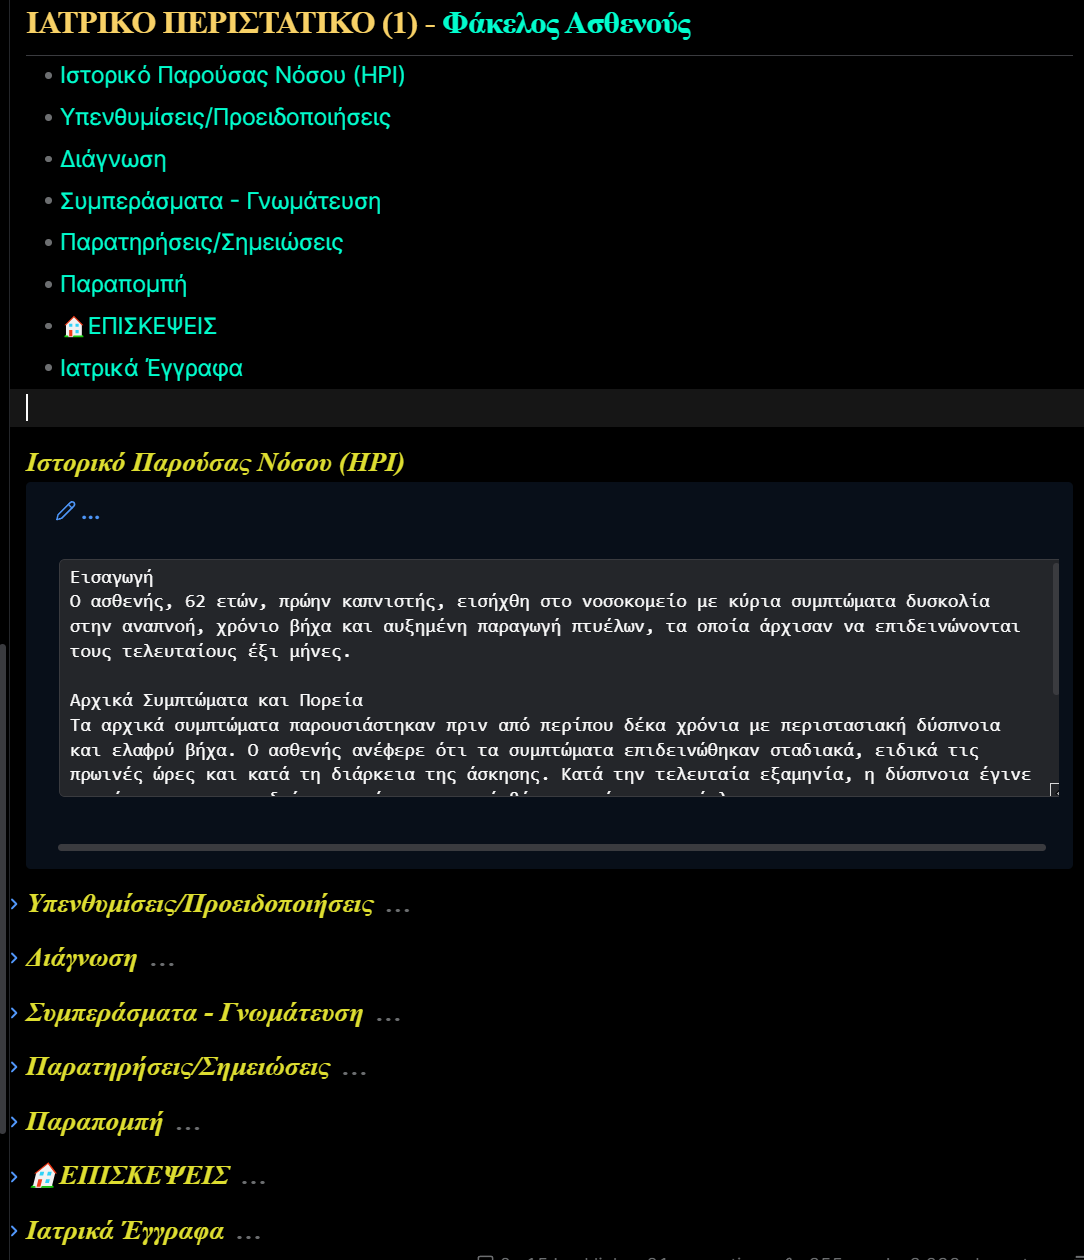 ΙΑΤΡΙΚΟ ΠΕΡΙΣΤΑΤΙΚΟ (1) - Φάκελος Ασθενούς
Ιστορικό Παρούσας Νόσου (HPI)
Υπενθυμίσεις/Προειδοποιήσεις
Διάγνωση
Συμπεράσματα - Γνωμάτευση
Παρατηρήσεις/Σημειώσεις
Παραπομπή
🏠ΕΠΙΣΚΕΨΕΙΣ
Ιατρικά Έγγραφα
Ιστορικό Παρούσας Νόσου (HPI)
...
Εισαγωγή
Ο ασθενής, 62 ετών, πρώην καπνιστής, εισήχθη στο νοσοκομείο με κύρια συμπτώματα δυσκολία
στην αναπνοή, χρόνιο βήχα και αυξημένη παραγωγή πτυέλων, τα οποία άρχισαν να επιδεινώνονται
τους τελευταίους έξι μήνες.
Αρχικά Συμπτώματα και Πορεία
Τα αρχικά συμπτώματα παρουσιάστηκαν πριν από περίπου δέκα χρόνια με περιστασιακή δύσπνοια
και ελαφρύ βήχα. Ο ασθενής ανέφερε ότι τα συμπτώματα επιδεινώθηκαν σταδιακά, ειδικά τις
πρωινές ώρες και κατά τη διάρκεια της άσκησης. Κατά την τελευταία εξαμηνία, η δύσπνοια έγινε
Υπενθυμίσεις/Προειδοποιήσεις ...
Διάγνωση ...
Συμπεράσματα - Γνωμάτευση ...
Παρατηρήσεις/Σημειώσεις ...
Παραπομπή ...
🏠ΕΠΙΣΚΕΨΕΙΣ ...
Ιατρικά Έγγραφα ...